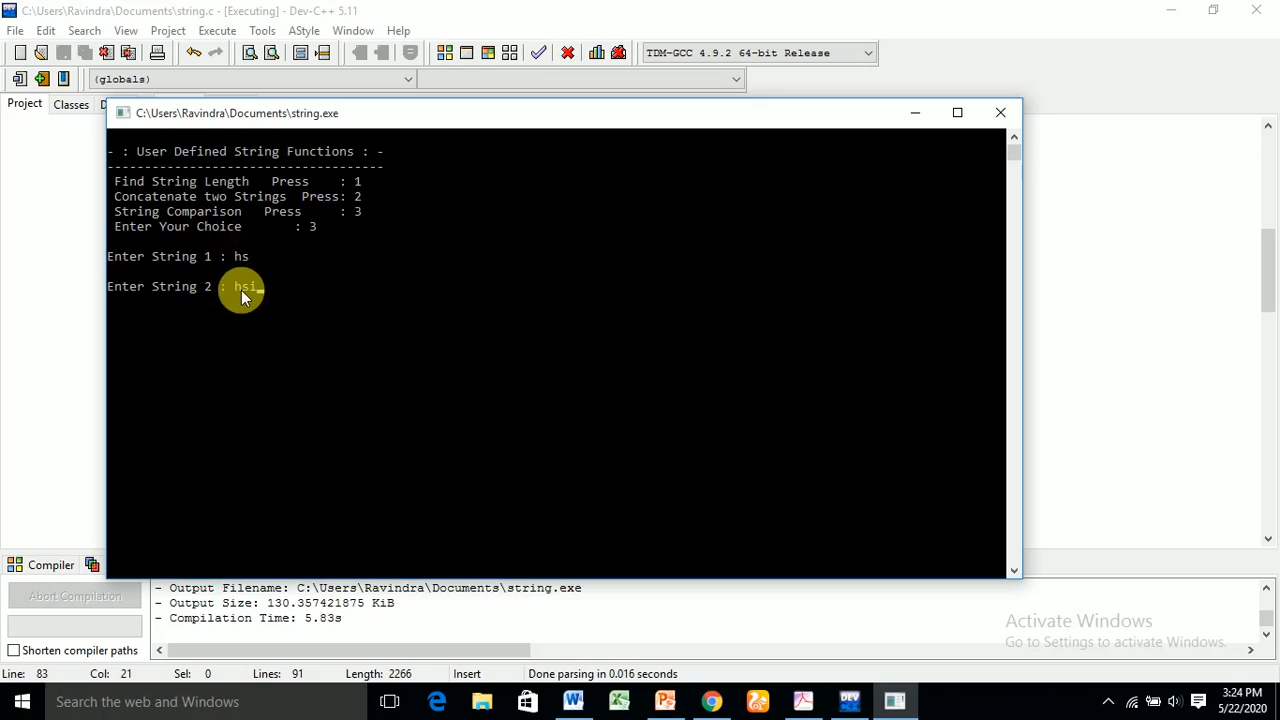 C:\Users\Ravindra\Documents\string.c - [Executing] - Dev-C++ 5.11
File Edit Search View Project Execute Tools AStyle Window Help
TDM-GCC 4.9.2 64-bit Release
(globals)
Project Classes D
C:\Users\Ravindra\Documents\string.exe
- : User Defined String Functions : -
-------------------------------------
Find String Length Press : 1
Concatenate two Strings Press: 2
String Comparison Press : 3
Enter Your Choice : 3
Enter String 1 : hs
Enter String 2 : hsi_
Compiler
Abort Compilation
Shorten compiler paths
- Output Filename: C:\Users\Ravindra\Documents\string.exe
- Output Size: 130.357421875 KiB
- Compilation Time: 5.83s
Activate Windows
Go to Settings to activate Windows.
Line: 83 Col: 21 Sel: 0 Lines: 91 Length: 2266 Insert Done parsing in 0.016 seconds
Search the web and Windows
3:24 PM
5/22/2020